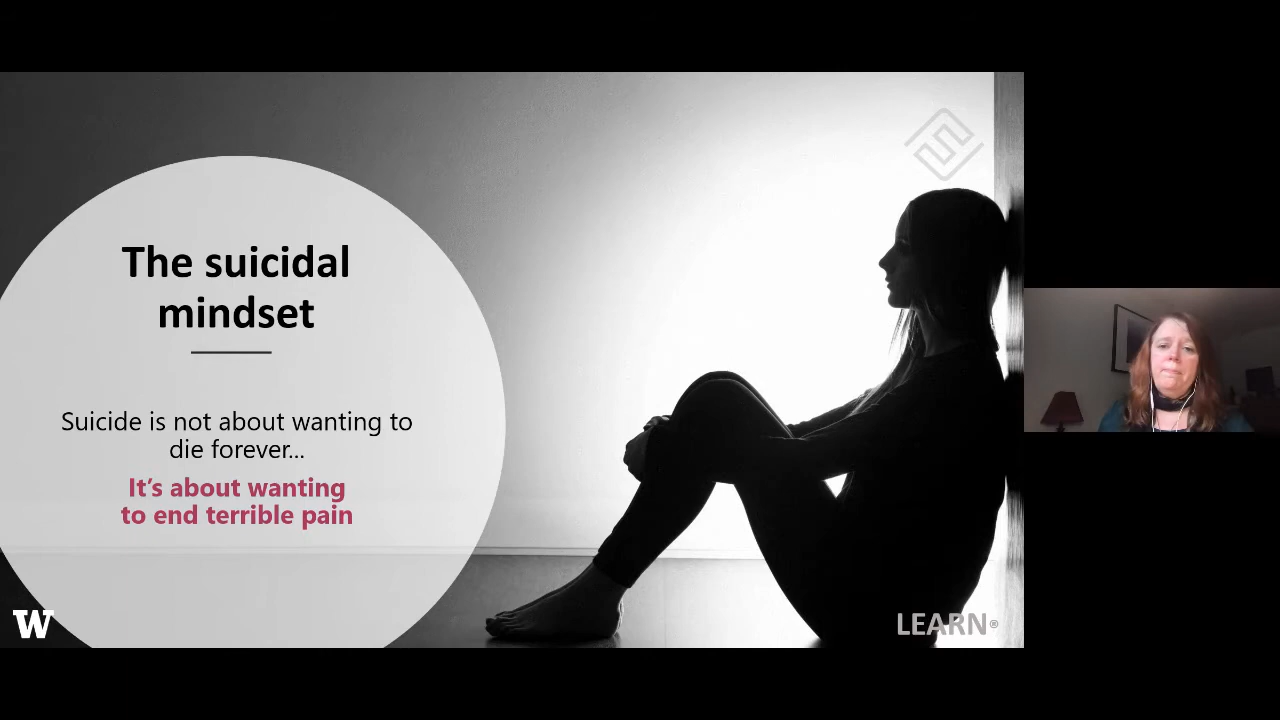 The suicidal
mindset
Suicide is not about wanting to
die forever...
It's about wanting
to end terrible pain
W
LEARN®